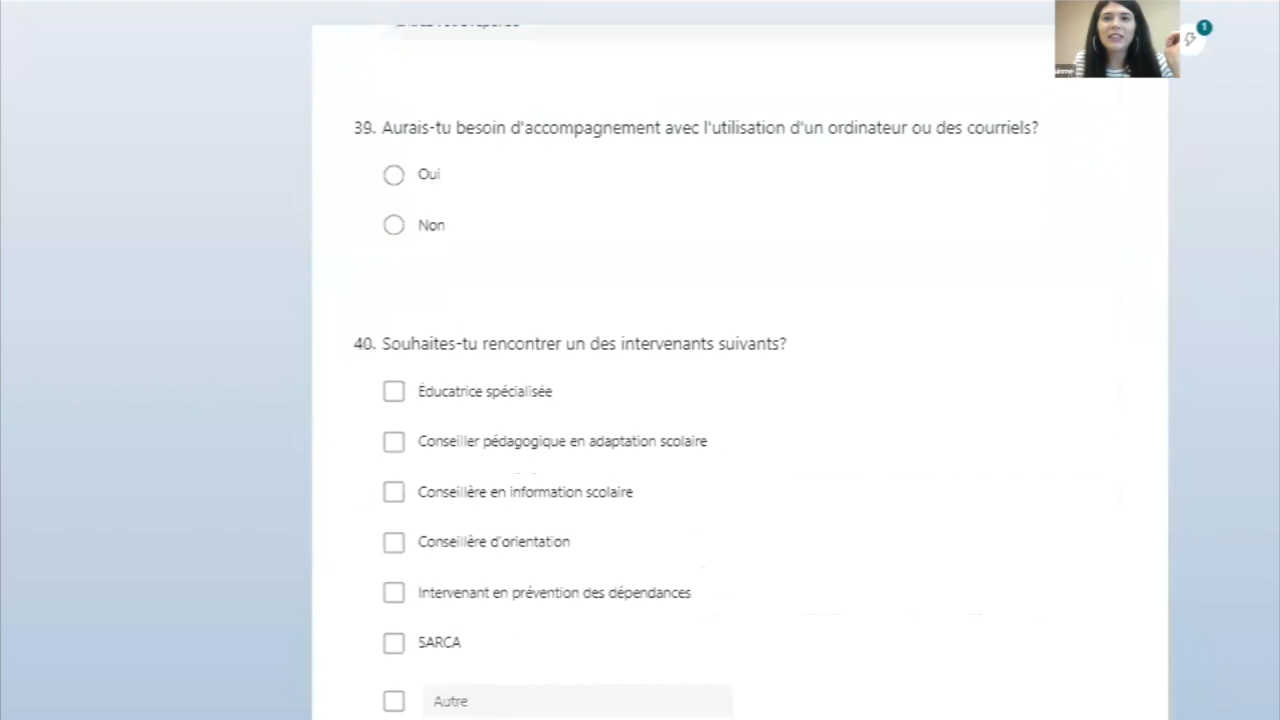 39. Aurais-tu besoin d'accompagnement avec l'utilisation d'un ordinateur ou des courriels?
Oui
Non
40. Souhaites-tu rencontrer un des intervenants suivants?
Éducatrice spécialisée
Conseiller pédagogique en adaptation scolaire
Conseillère en information scolaire
Conseillère d'orientation
Intervenant en prévention des dépendances
SARCA
Autre
1